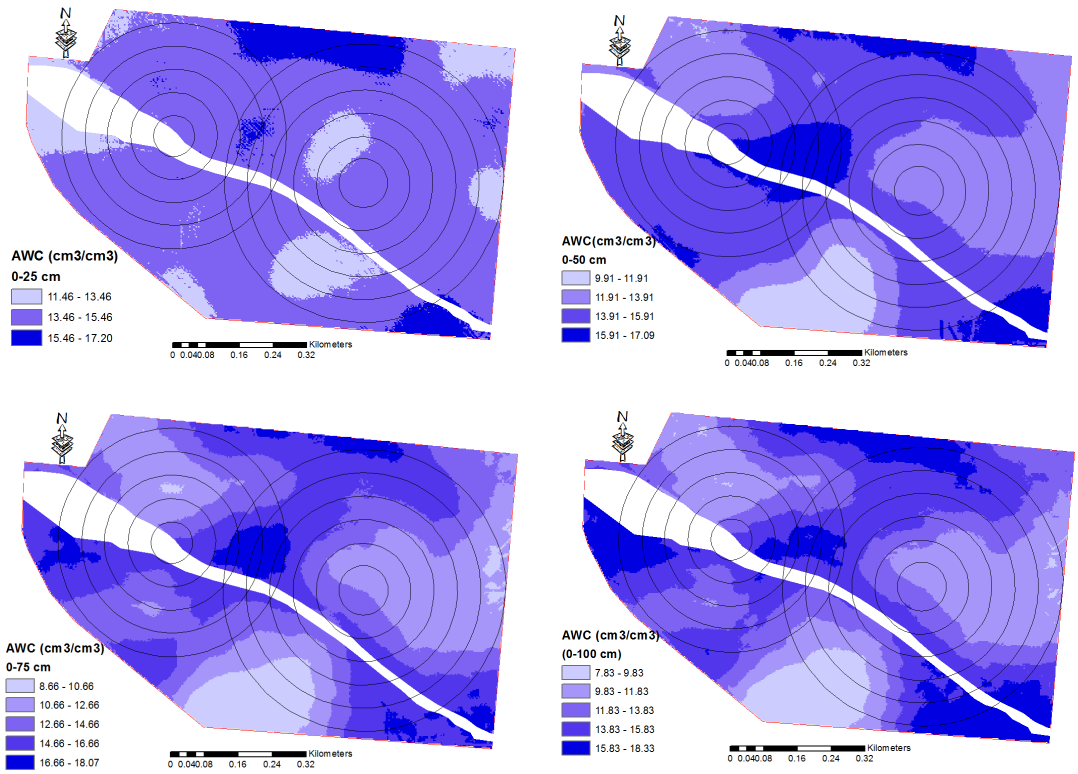 N
AWC (cm3/cm3)
0-25 cm
11.46 - 13.46
13.46 - 15.46
15.46 - 17.20
Kilometers
0 0.040.08 0.16 0.24 0.32
N
AWC(cm3/cm3)
0-50 cm
9.91 - 11.91
11.91 - 13.91
13.91 - 15.91
15.91 - 17.09
Kilometers
0 0.040.08 0.16 0.24 0.32
N
AWC (cm3/cm3)
0-75 cm
8.66 - 10.66
10.66 - 12.66
12.66 - 14.66
14.66 - 16.66
16.66 - 18.07
Kilometers
0 0.040.08 0.16 0.24 0.32
N
AWC (cm3/cm3)
(0-100 cm)
7.83 - 9.83
9.83 - 11.83
11.83 - 13.83
13.83 - 15.83
15.83 - 18.33
Kilometers
0 0.040.08 0.16 0.24 0.32